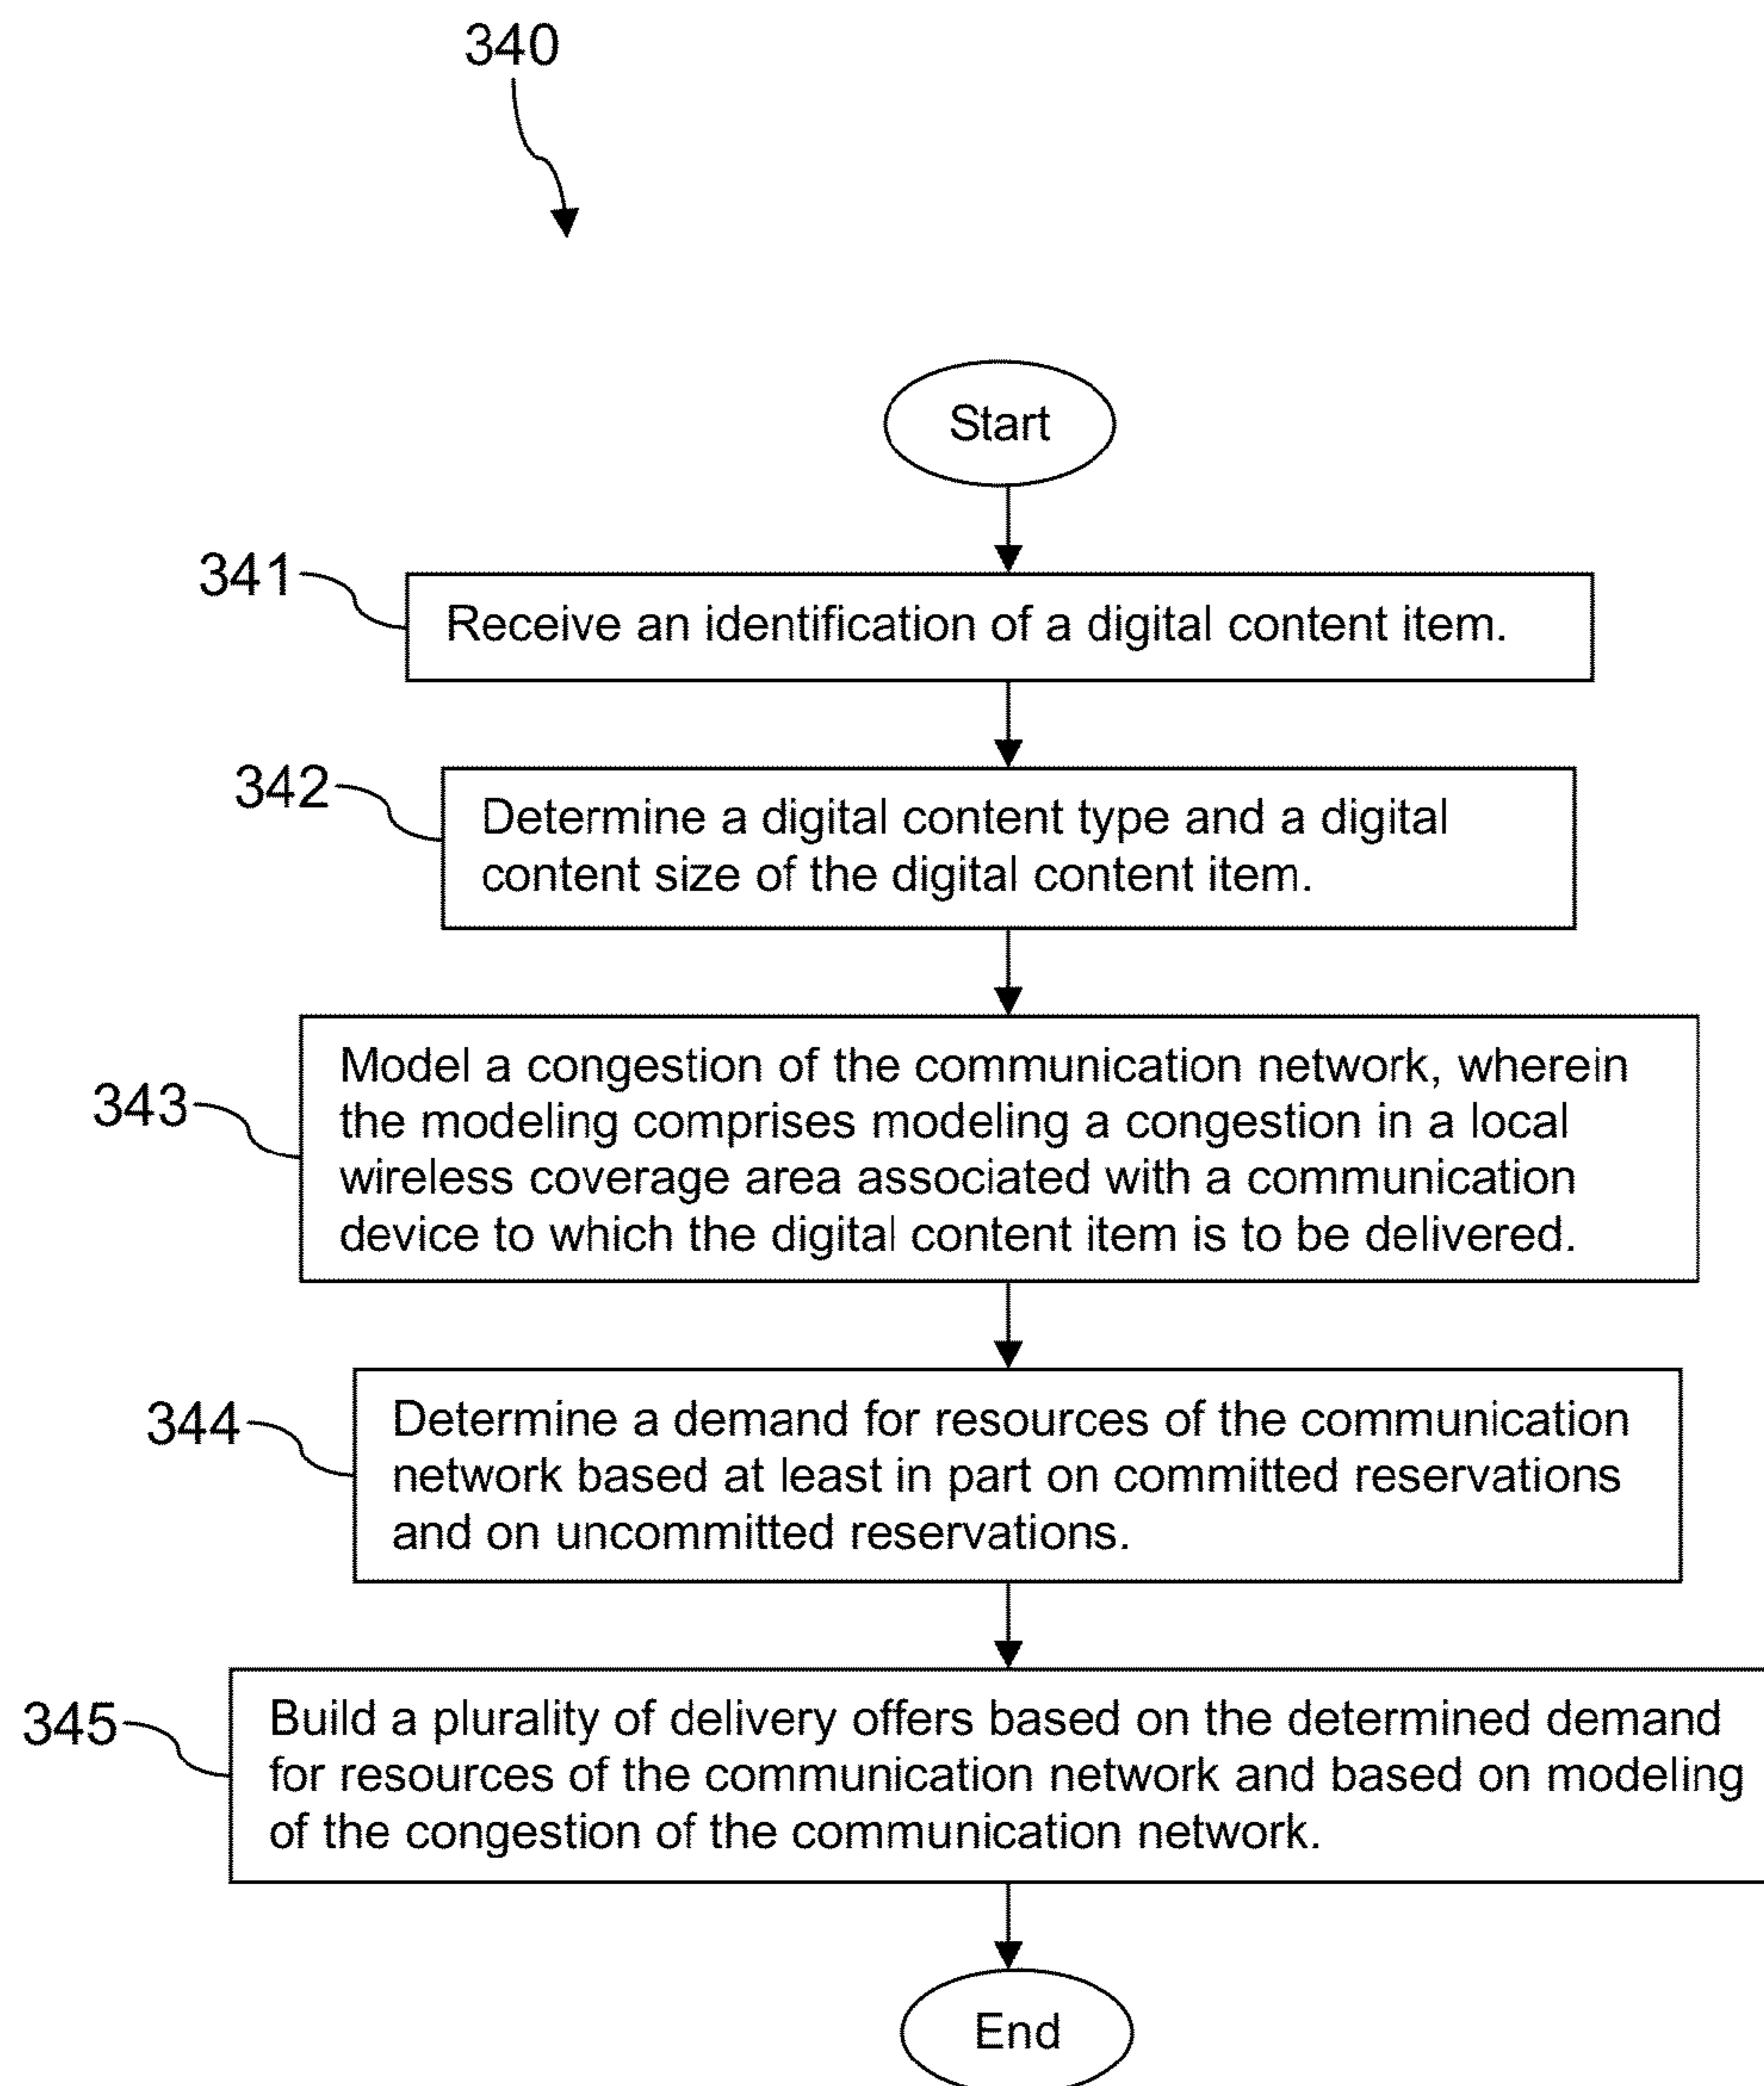 340
Start
341
Receive an identification of a digital content item.
342
Determine a digital content type and a digital
content size of the digital content item.
343
Model a congestion of the communication network, wherein
the modeling comprises modeling a congestion in a local
wireless coverage area associated with a communication
device to which the digital content item is to be delivered.
344
Determine a demand for resources of the communication
network based at least in part on committed reservations
and on uncommitted reservations.
345
Build a plurality of delivery offers based on the determined demand
for resources of the communication network and based on modeling
of the congestion of the communication network.
End